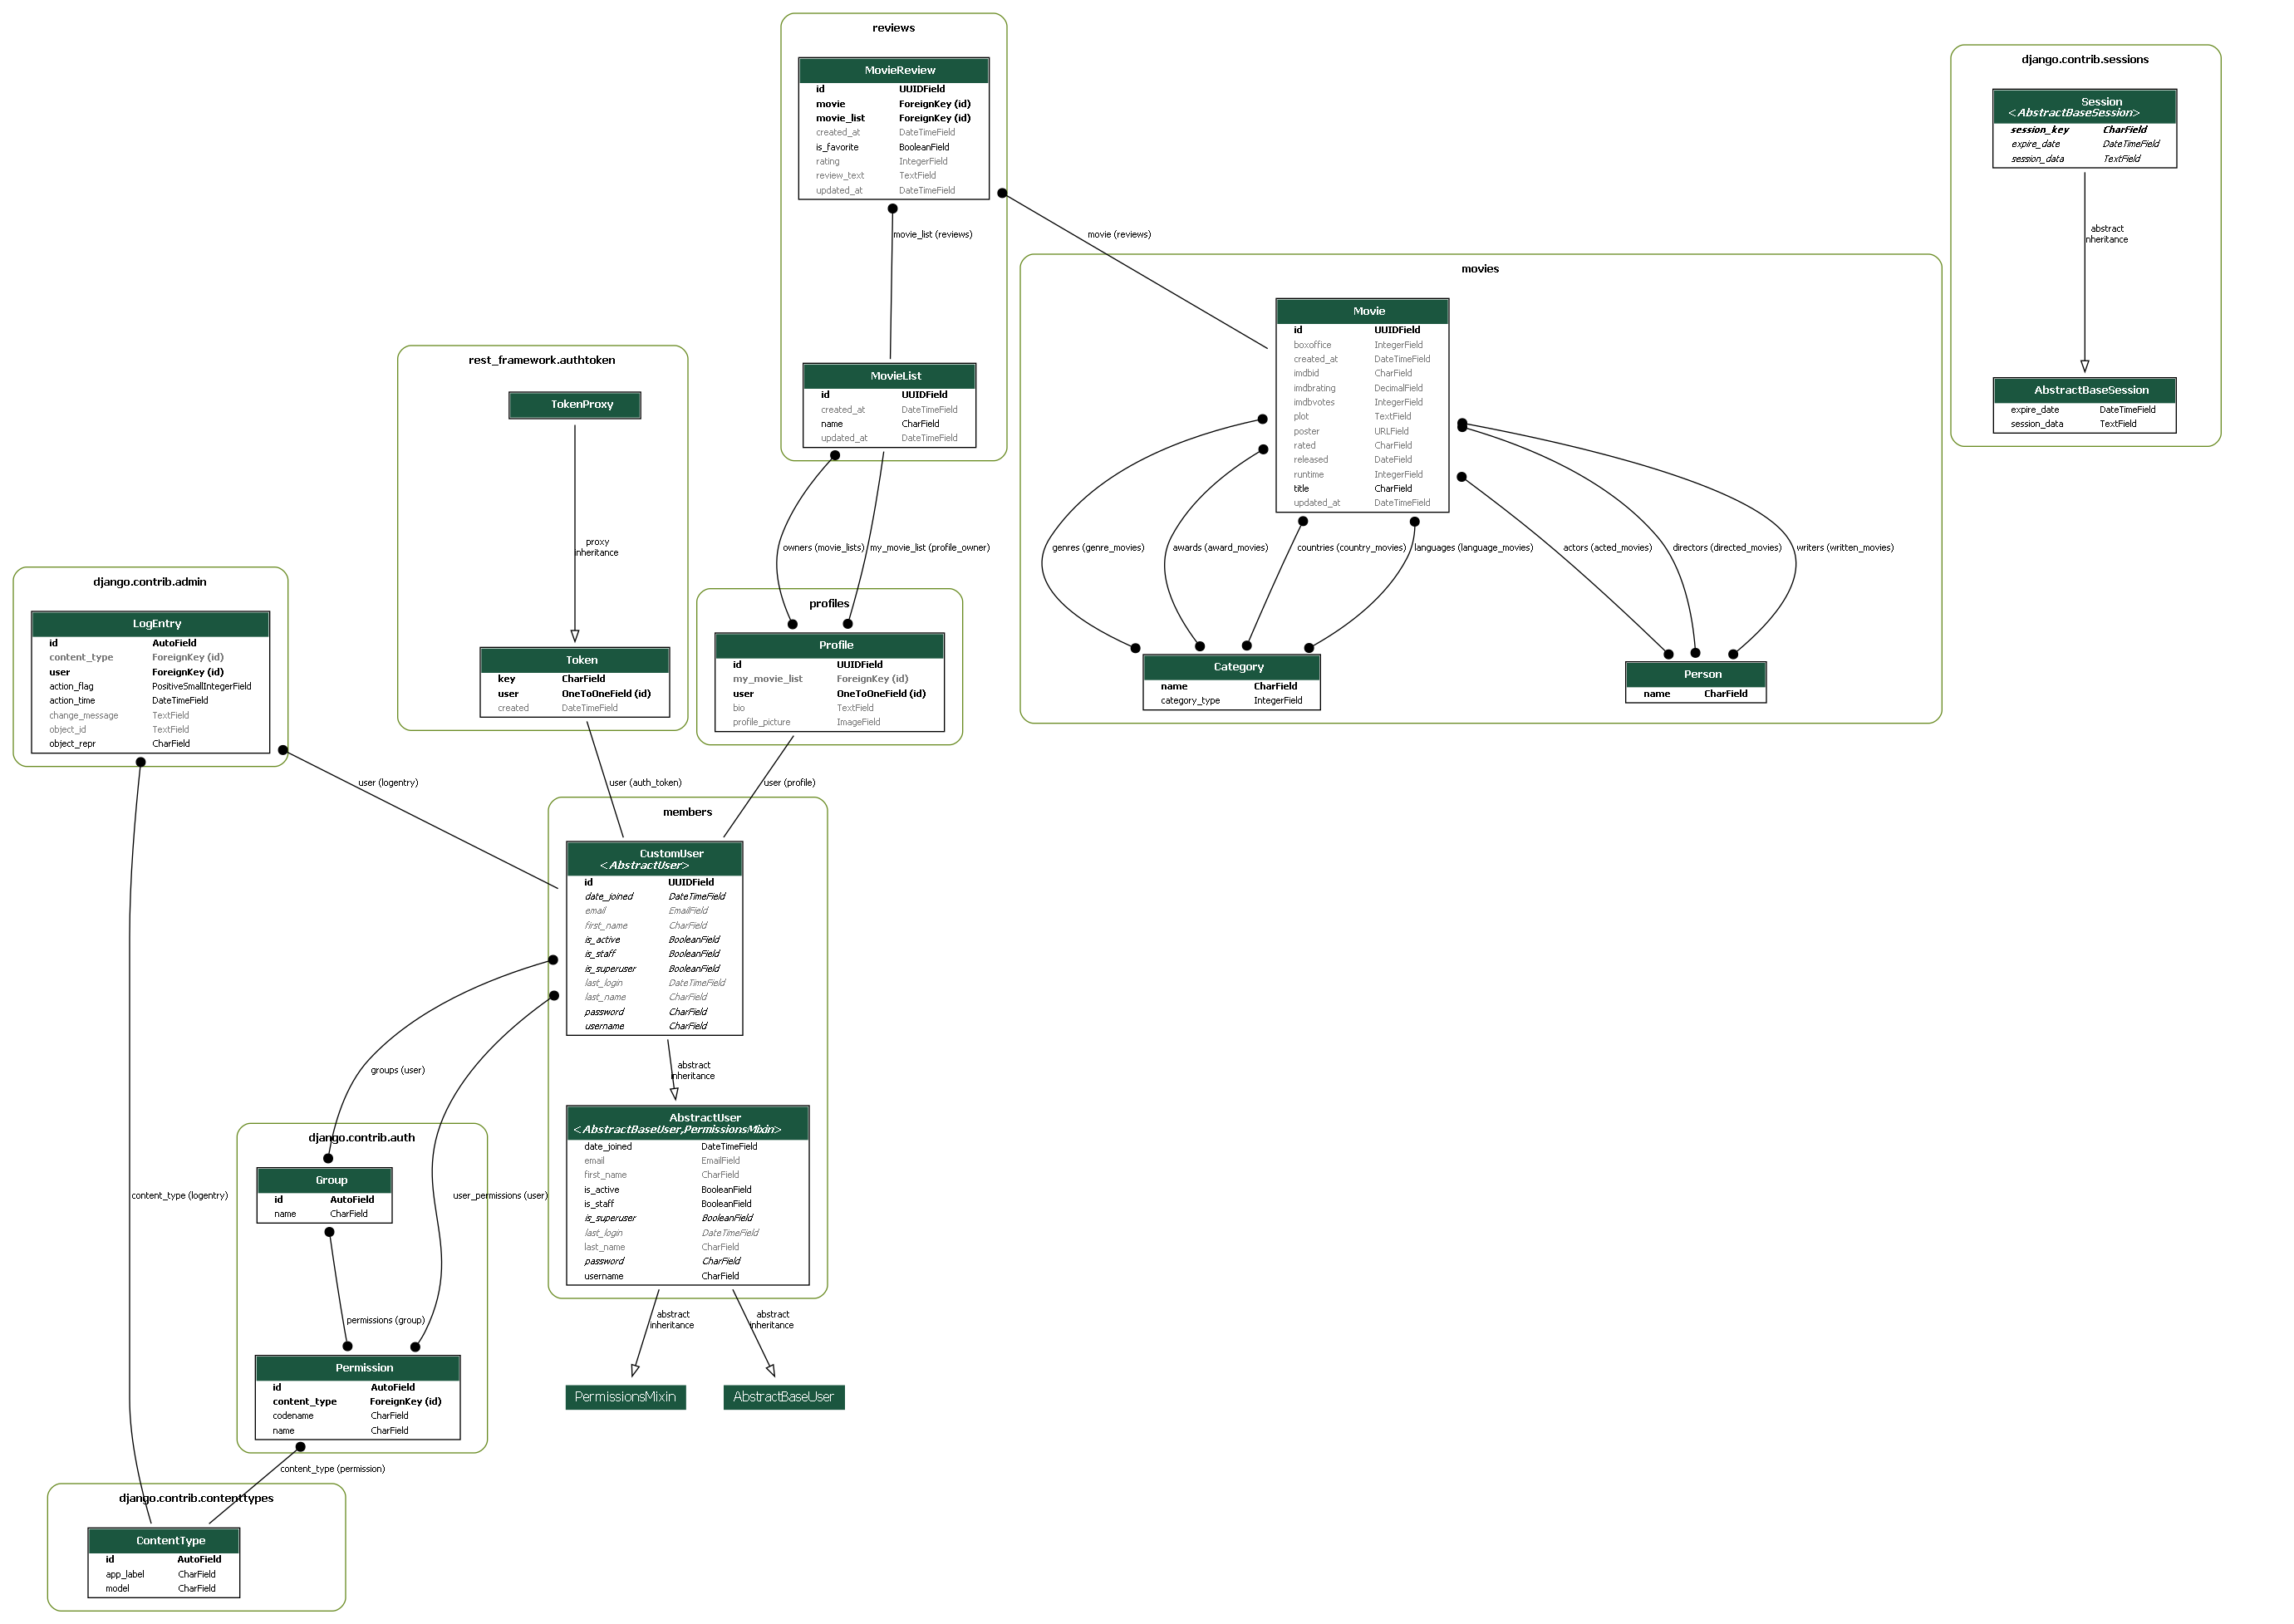 reviews
MovieReview
id UUIDField
movie ForeignKey (id)
movie_list ForeignKey (id)
created_at DateTimeField
is_favorite BooleanField
rating IntegerField
review_text TextField
updated_at DateTimeField
movie_list (reviews)
movie (reviews)
MovieList
id UUIDField
created_at DateTimeField
name CharField
updated_at DateTimeField
owners (movie_lists)
my_movie_list (profile_owner)
django.contrib.sessions
Session
<AbstractBaseSession>
session_key CharField
expire_date DateTimeField
session_data TextField
abstract
inheritance
AbstractBaseSession
expire_date DateTimeField
session_data TextField
movies
Movie
id UUIDField
boxoffice IntegerField
created_at DateTimeField
imdbid CharField
imdbrating DecimalField
imdbvotes IntegerField
plot TextField
poster URLField
rated CharField
released DateField
runtime IntegerField
title CharField
updated_at DateTimeField
genres (genre_movies)
awards (award_movies)
countries (country_movies)
languages (language_movies)
actors (acted_movies)
directors (directed_movies)
writers (written_movies)
Category
name CharField
category_type IntegerField
Person
name CharField
rest_framework.authtoken
TokenProxy
proxy
inheritance
Token
key CharField
user OneToOneField (id)
created DateTimeField
user (auth_token)
profiles
Profile
id UUIDField
my_movie_list ForeignKey (id)
user OneToOneField (id)
bio TextField
profile_picture ImageField
user (profile)
django.contrib.admin
LogEntry
id AutoField
content_type ForeignKey (id)
user ForeignKey (id)
action_flag PositiveSmallIntegerField
action_time DateTimeField
change_message TextField
object_id TextField
object_repr CharField
user (logentry)
content_type (logentry)
members
CustomUser
<AbstractUser>
id UUIDField
date_joined DateTimeField
email EmailField
first_name CharField
is_active BooleanField
is_staff BooleanField
is_superuser BooleanField
last_login DateTimeField
last_name CharField
password CharField
username CharField
abstract
inheritance
AbstractUser
<AbstractBaseUser,PermissionsMixin>
date_joined DateTimeField
email EmailField
first_name CharField
is_active BooleanField
is_staff BooleanField
is_superuser BooleanField
last_login DateTimeField
last_name CharField
password CharField
username CharField
abstract
inheritance
abstract
inheritance
PermissionsMixin
AbstractBaseUser
groups (user)
user_permissions (user)
django.contrib.auth
Group
id AutoField
name CharField
permissions (group)
Permission
id AutoField
content_type ForeignKey (id)
codename CharField
name CharField
content_type (permission)
django.contrib.contenttypes
ContentType
id AutoField
app_label CharField
model CharField